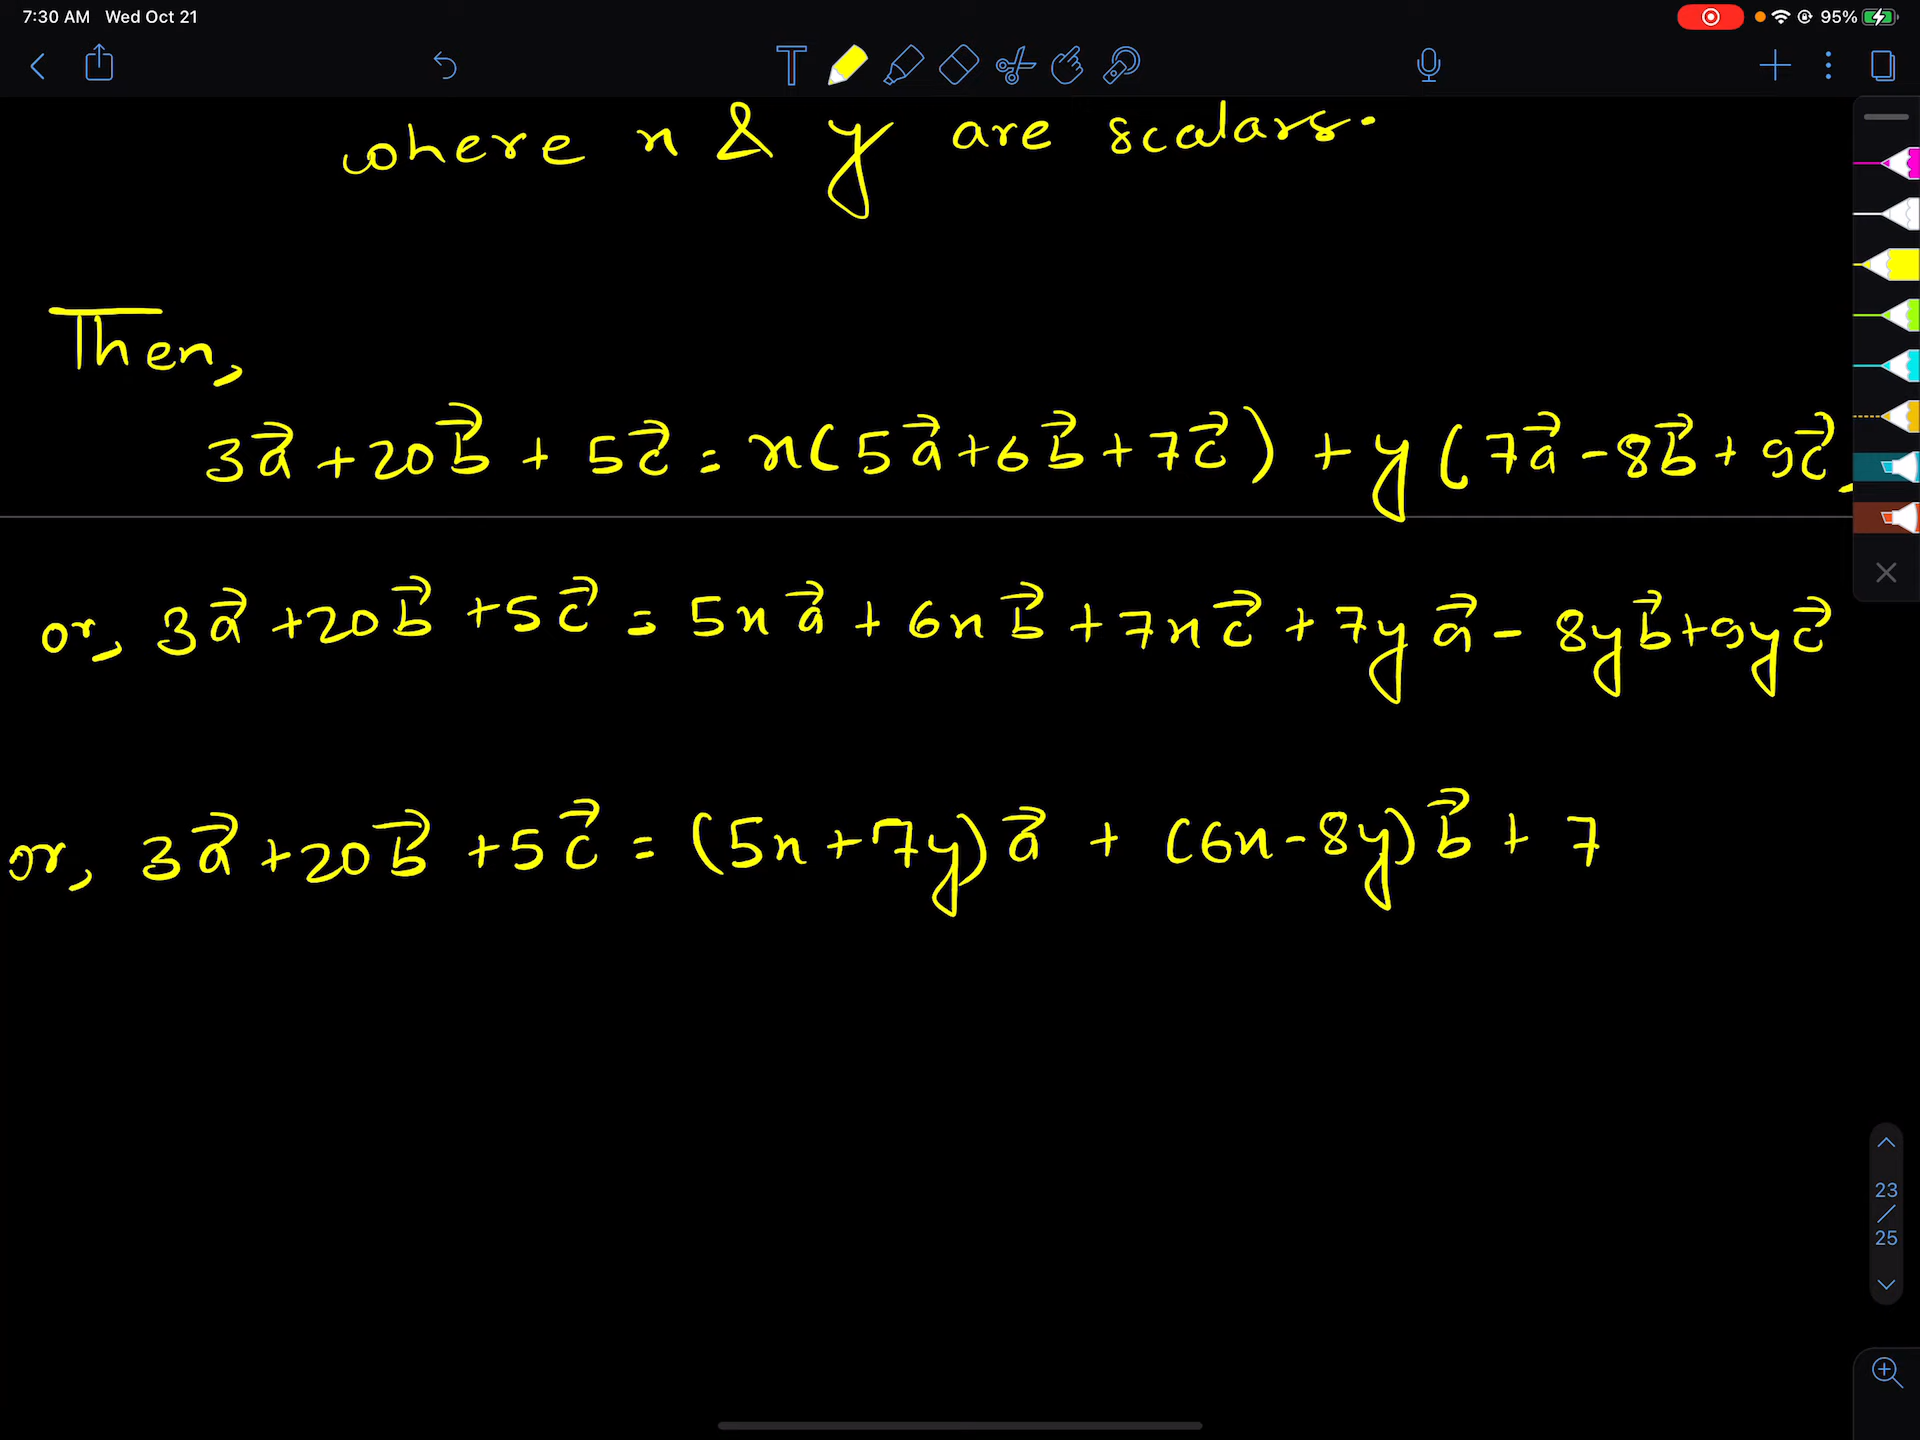 7:30 AM Wed Oct 21 95%
T
where x & y are scalars.
Then,
3a⃗ + 20b⃗ + 5c⃗ = x(5a⃗ + 6b⃗ + 7c⃗) + y(7a⃗ - 8b⃗ + 9c⃗)
or, 3a⃗ + 20b⃗ + 5c⃗ = 5xa⃗ + 6xb⃗ + 7xc⃗ + 7ya⃗ - 8yb⃗ + 9yc⃗
or, 3a⃗ + 20b⃗ + 5c⃗ = (5x + 7y)a⃗ + (6x - 8y)b⃗ + 7
23
/
25